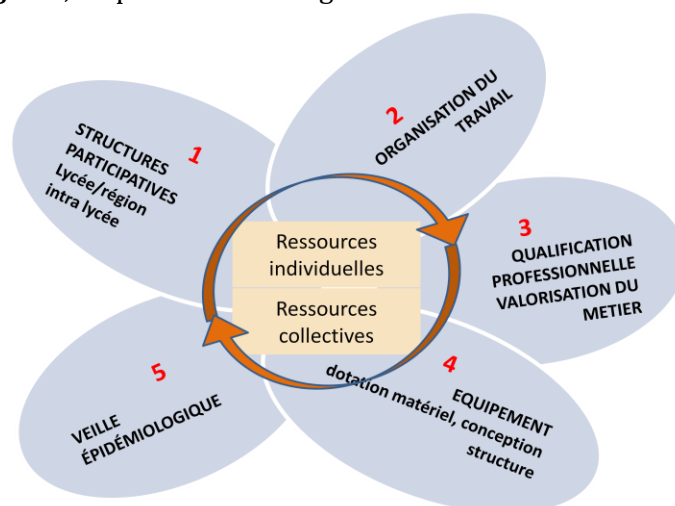 1
STRUCTURES
PARTICIPATIVES
Lycée/région
intra lycée
2
ORGANISATION DU
TRAVAIL
3
QUALIFICATION
PROFESSIONNELLE
VALORISATION DU
METIER
Ressources
individuelles
Ressources
collectives
4
EQUIPEMENT
dotation matériel, conception
structure
5
VEILLE
ÉPIDÉMIOLOGIQUE